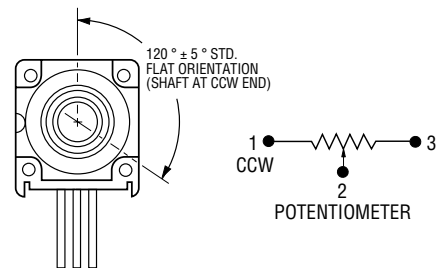 120 ° ± 5 ° STD.
FLAT ORIENTATION
(SHAFT AT CCW END)
1
3
CCW
2
POTENTIOMETER